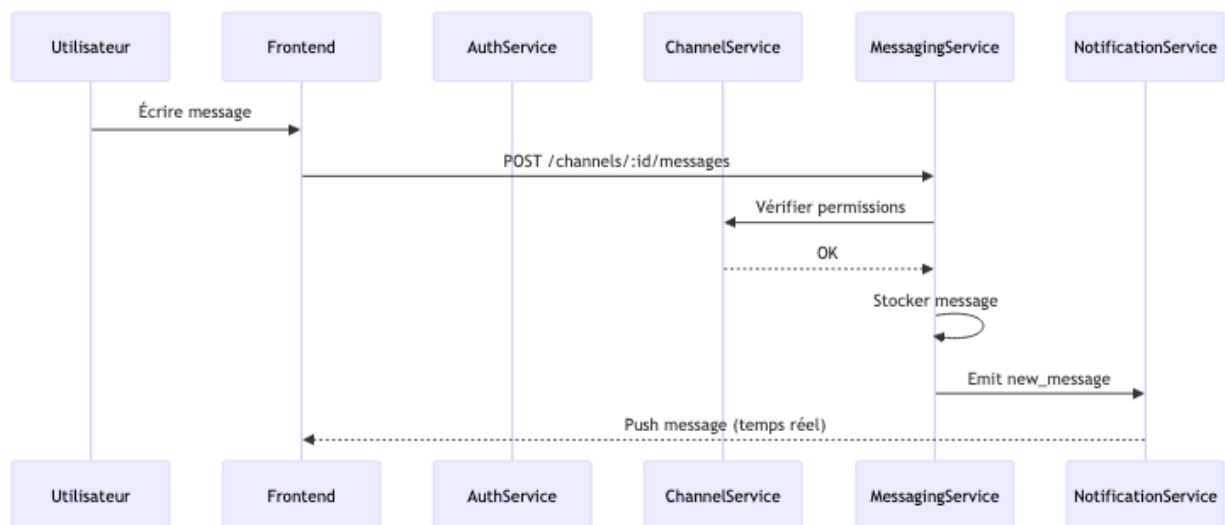 Utilisateur
Frontend
AuthService
ChannelService
MessagingService
NotificationService
Écrire message
POST /channels/:id/messages
Vérifier permissions
OK
Stocker message
Emit new_message
Push message (temps réel)
Utilisateur
Frontend
AuthService
ChannelService
MessagingService
NotificationService